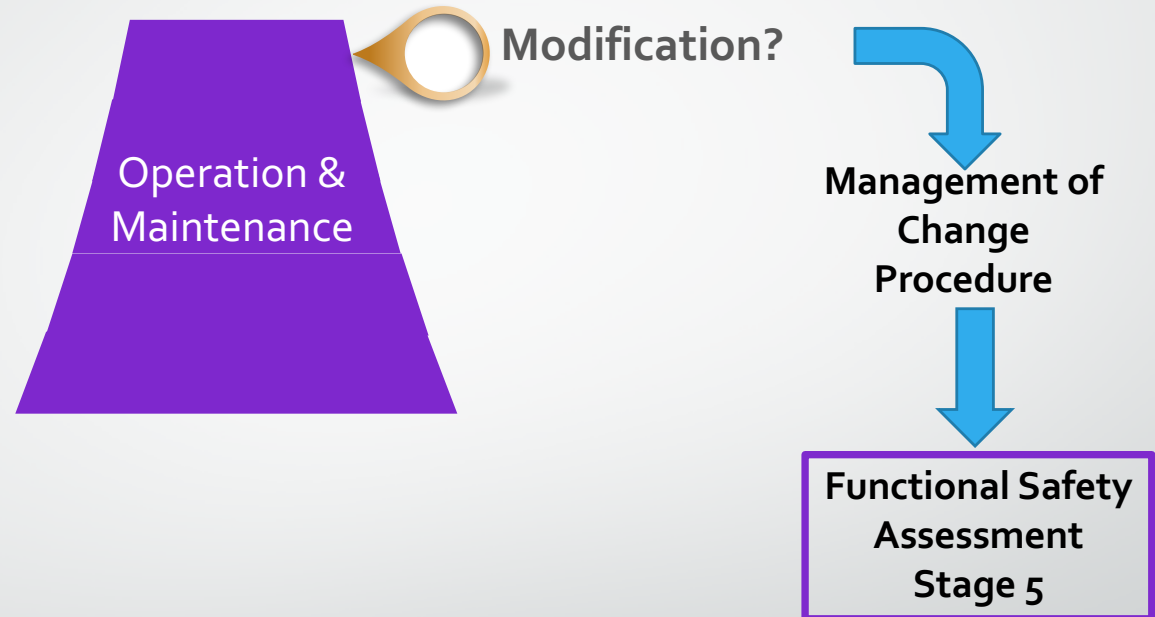 Modification?
Operation &
Maintenance
Management of
Change
Procedure
Functional Safety
Assessment
Stage 5